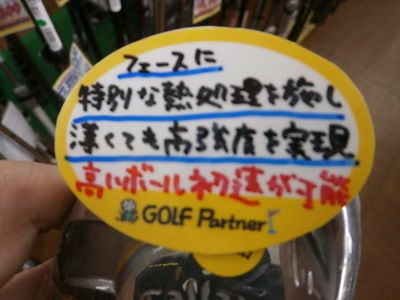 フェースに
特別な熱処理を施し
薄くても高強度を実現
高いボール初速が可能
GOLF Partner